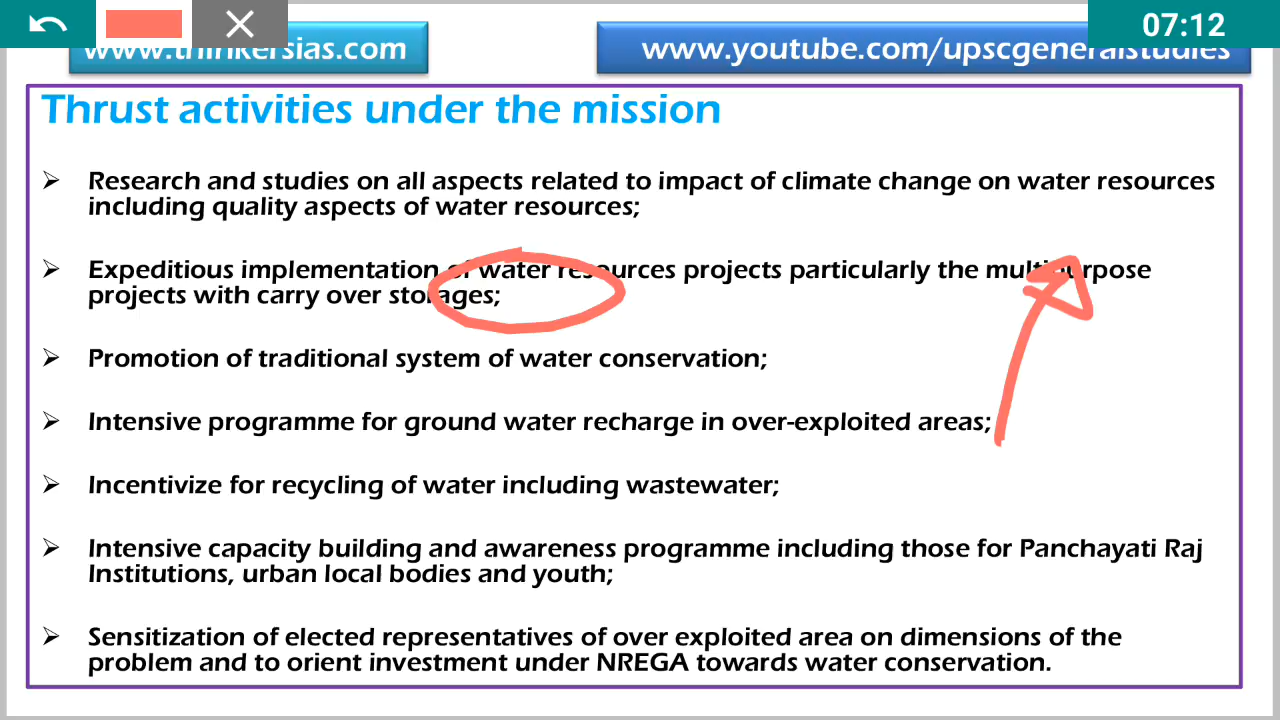 07:12
www.thinkersias.com
www.youtube.com/upscgeneralstudies
Thrust activities under the mission
Research and studies on all aspects related to impact of climate change on water resources
including quality aspects of water resources;
Expeditious implementation of water resources projects particularly the multipurpose
projects with carry over storages;
Promotion of traditional system of water conservation;
Intensive programme for ground water recharge in over-exploited areas;
Incentivize for recycling of water including wastewater;
Intensive capacity building and awareness programme including those for Panchayati Raj
Institutions, urban local bodies and youth;
Sensitization of elected representatives of over exploited area on dimensions of the
problem and to orient investment under NREGA towards water conservation.